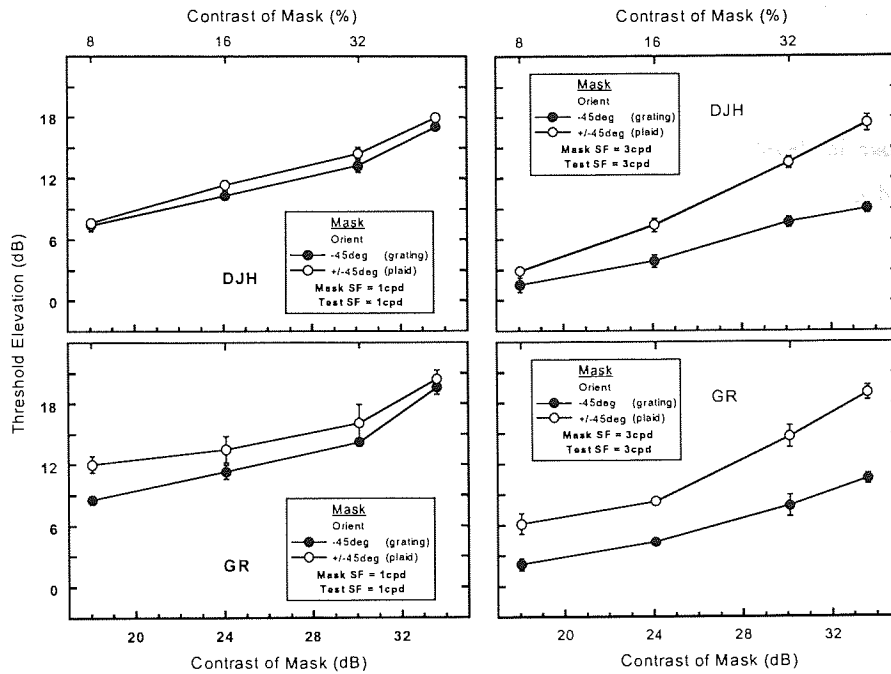 Contrast of Mask (%)
8 16 32
Contrast of Mask (%)
8 16 32
Threshold Elevation (dB)
18
12
6
0
Mask
Orient
-45deg (grating)
+/-45deg (plaid)
Mask SF = 1cpd
Test SF = 1cpd
DJH
Mask
Orient
-45deg (grating)
+/-45deg (plaid)
Mask SF = 3cpd
Test SF = 3cpd
DJH
18
12
6
0
Mask
Orient
-45deg (grating)
+/-45deg (plaid)
Mask SF = 1cpd
Test SF = 1cpd
GR
Mask
Orient
-45deg (grating)
+/-45deg (plaid)
Mask SF = 3cpd
Test SF = 3cpd
GR
20 24 28 32
Contrast of Mask (dB)
20 24 28 32
Contrast of Mask (dB)